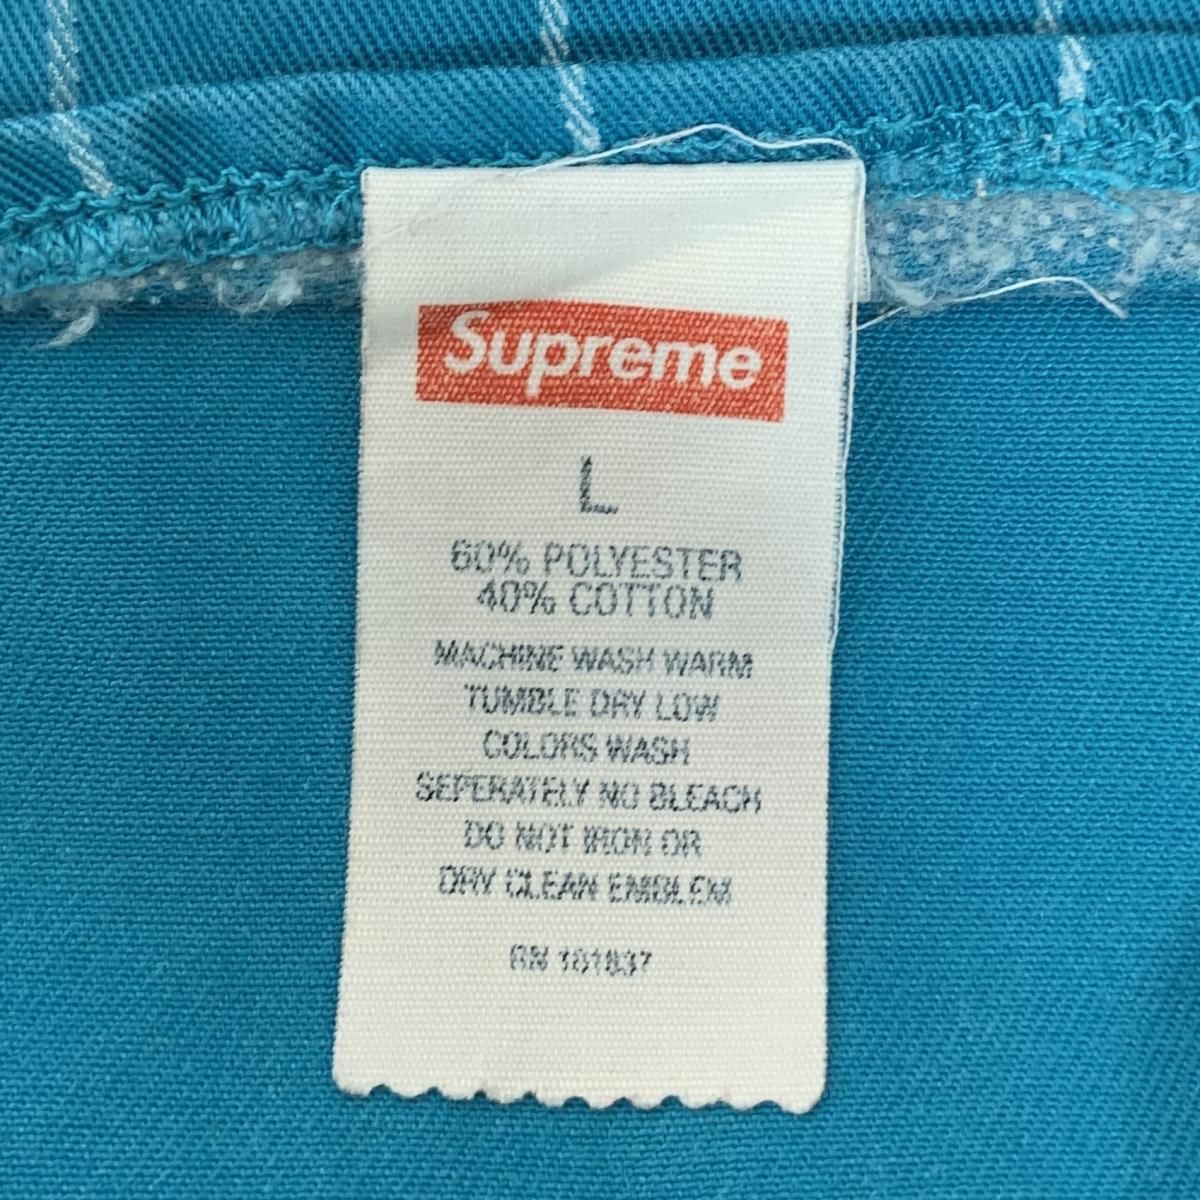 Supreme
L
60% POLYESTER
40% COTTON
MACHINE WASH WARM
TUMBLE DRY LOW
COLORS WASH
SEPERATELY NO BLEACH
DO NOT IRON OR
DRY CLEAN EMBLEM
RN 101837